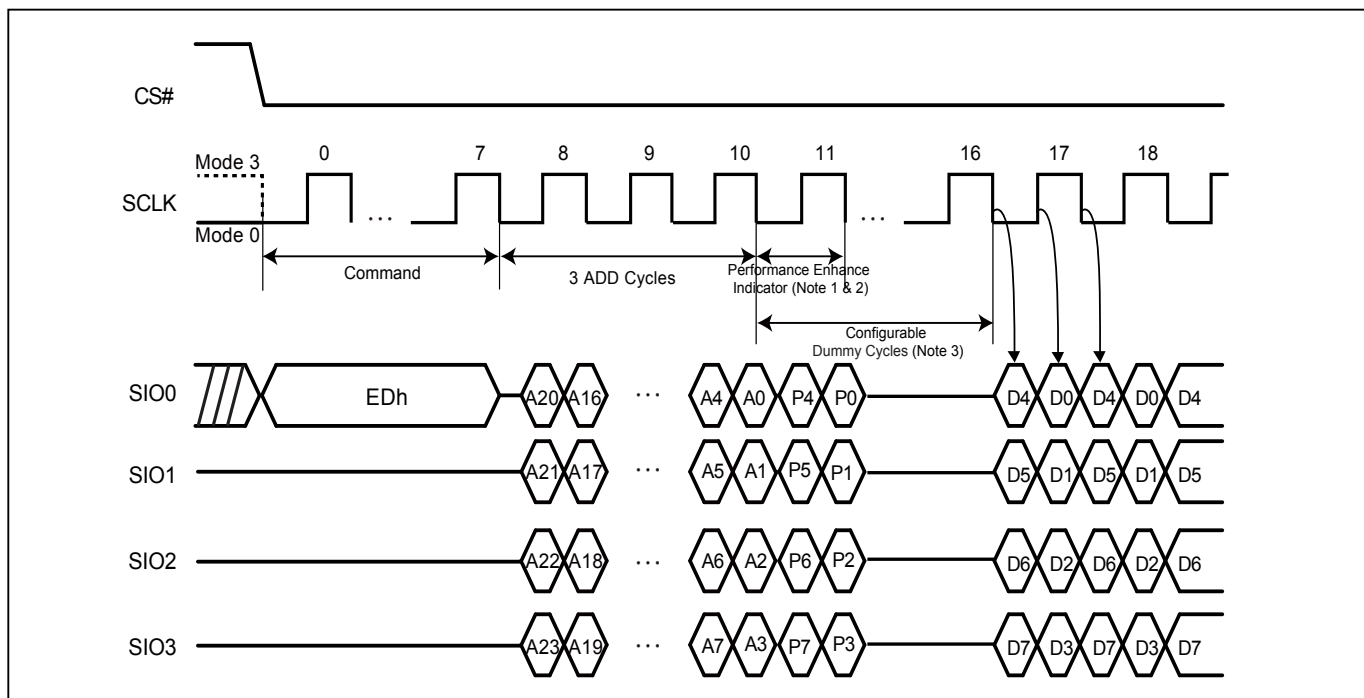 CS#
0 7 8 9 10 11 16 17 18
Mode 3
SCLK
...
...
Mode 0
Command
3 ADD Cycles
Performance Enhance
Indicator (Note 1 & 2)
Configurable
Dummy Cycles (Note 3)
SIO0 EDh A20 A16 ... A4 A0 P4 P0 D4 D0 D4 D0 D4
SIO1 A21 A17 ... A5 A1 P5 P1 D5 D1 D5 D1 D5
SIO2 A22 A18 ... A6 A2 P6 P2 D6 D2 D6 D2 D6
SIO3 A23 A19 ... A7 A3 P7 P3 D7 D3 D7 D3 D7